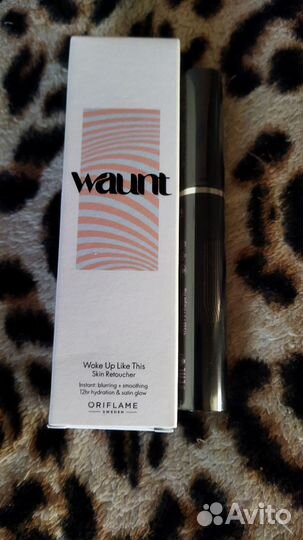 waunt
Woke Up Like This
Skin Retoucher
Instant: blurring + smoothing
12hr hydration & satin glow
ORIFLAME
SWEDEN
Avito